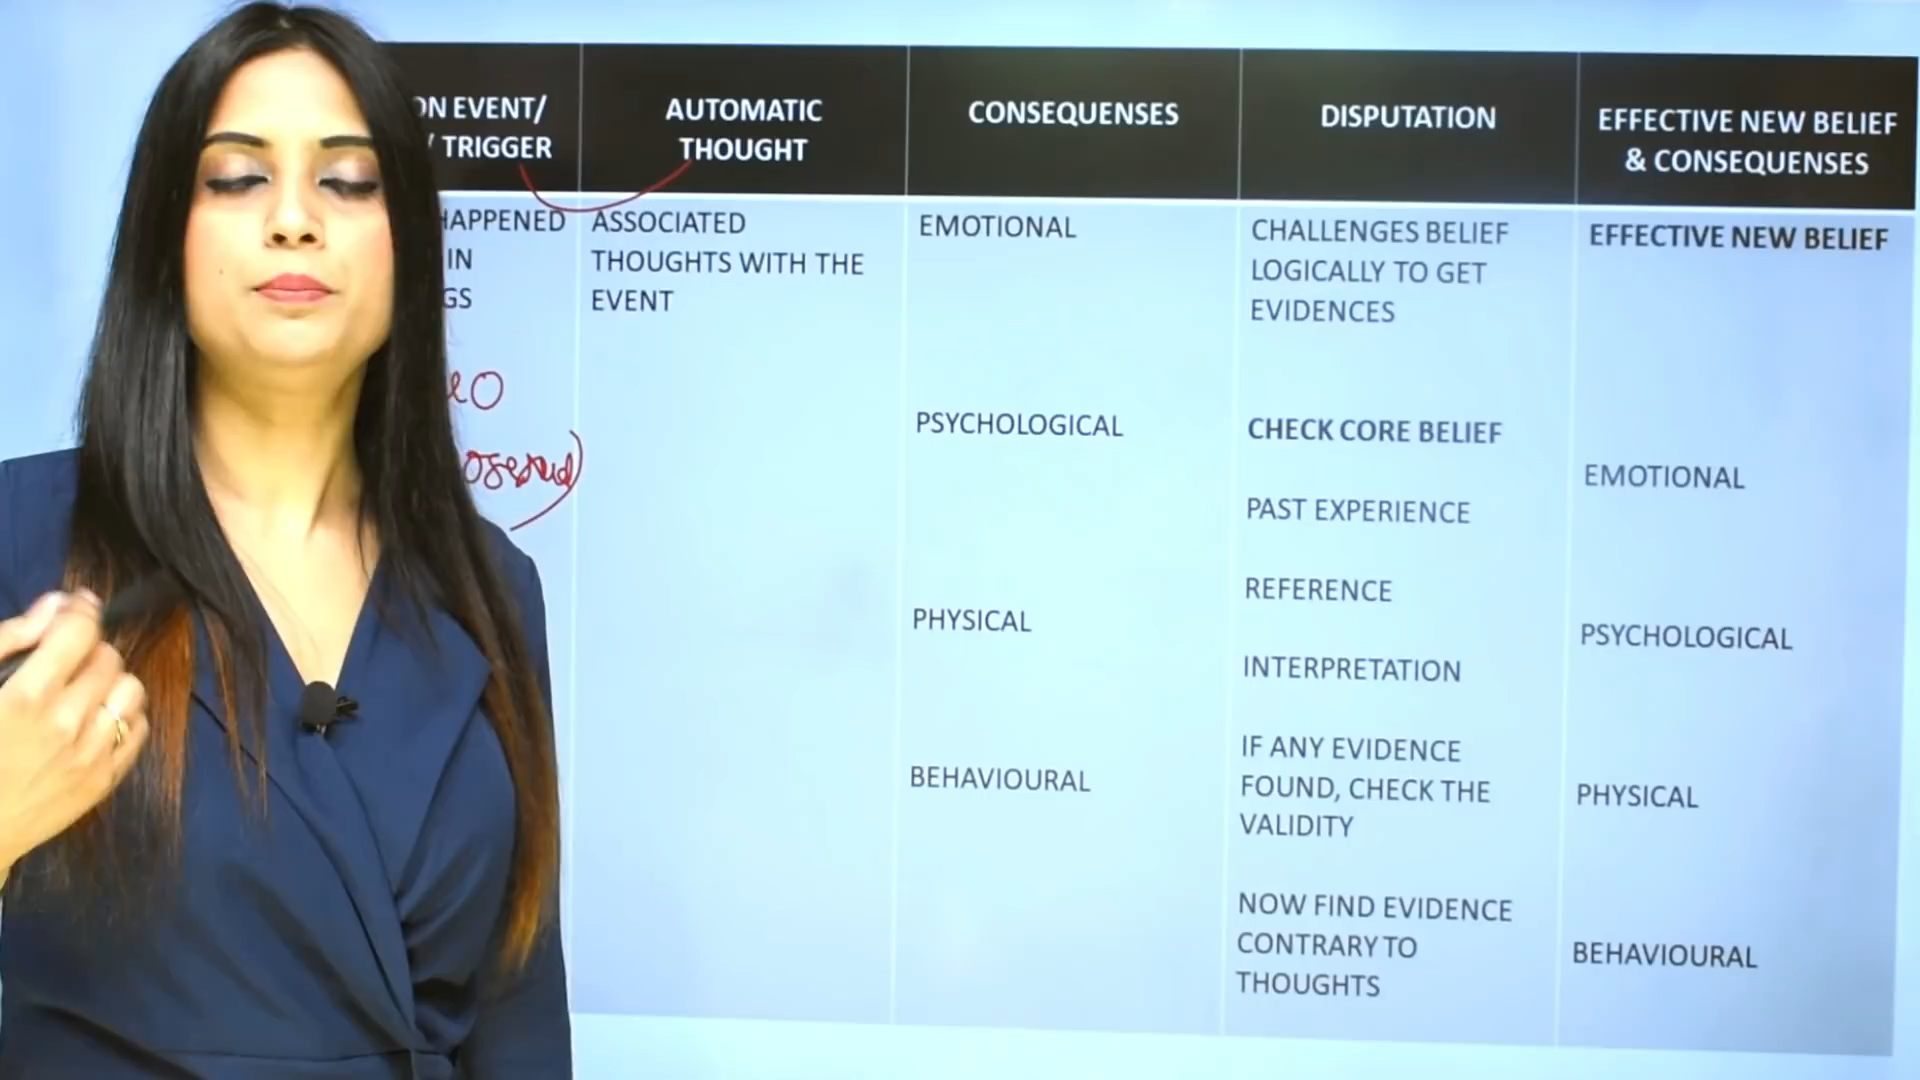 ON EVENT/
/ TRIGGER
AUTOMATIC
THOUGHT
CONSEQUENSES
DISPUTATION
EFFECTIVE NEW BELIEF
& CONSEQUENSES
HAPPENED
IN
GS
ASSOCIATED
THOUGHTS WITH THE
EVENT
EMOTIONAL
PSYCHOLOGICAL
PHYSICAL
BEHAVIOURAL
CHALLENGES BELIEF
LOGICALLY TO GET
EVIDENCES
CHECK CORE BELIEF
PAST EXPERIENCE
REFERENCE
INTERPRETATION
IF ANY EVIDENCE
FOUND, CHECK THE
VALIDITY
NOW FIND EVIDENCE
CONTRARY TO
THOUGHTS
EFFECTIVE NEW BELIEF
EMOTIONAL
PSYCHOLOGICAL
PHYSICAL
BEHAVIOURAL